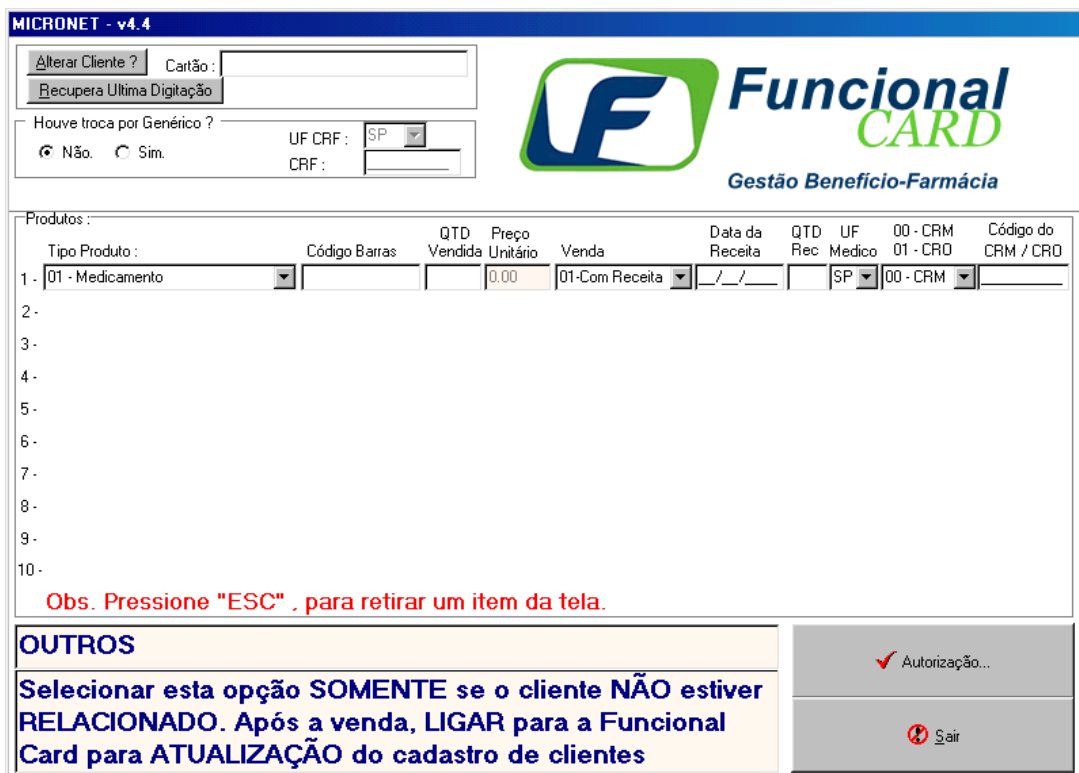 MICRONET - v4.4
Alterar Cliente ? Cartão :
Recupera Ultima Digitação
Houve troca por Genérico ?
Não. Sim.
UF CRF : SP
CRF :
Funcional
CARD
Gestão Benefício-Farmácia
Produtos :
Tipo Produto : Código Barras QTD Vendida Preço Unitário Venda Data da Receita QTD Rec UF Medico 00 - CRM 01 - CRO Código do CRM / CRO
1 - 01 - Medicamento 0.00 01-Com Receita __/__/____ SP 00 - CRM
2 -
3 -
4 -
5 -
6 -
7 -
8 -
9 -
10 -
Obs. Pressione "ESC" , para retirar um item da tela.
OUTROS
Selecionar esta opção SOMENTE se o cliente NÃO estiver
RELACIONADO. Após a venda, LIGAR para a Funcional
Card para ATUALIZAÇÃO do cadastro de clientes
Autorização...
Sair